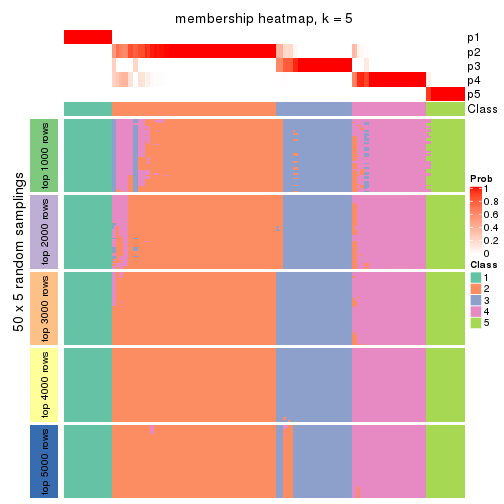 membership heatmap, k = 5
p1
p2
p3
p4
p5
Class
50 x 5 random samplings
top 1000 rows
top 2000 rows
top 3000 rows
top 4000 rows
top 5000 rows
Prob
1
0.8
0.6
0.4
0.2
0
Class
1
2
3
4
5